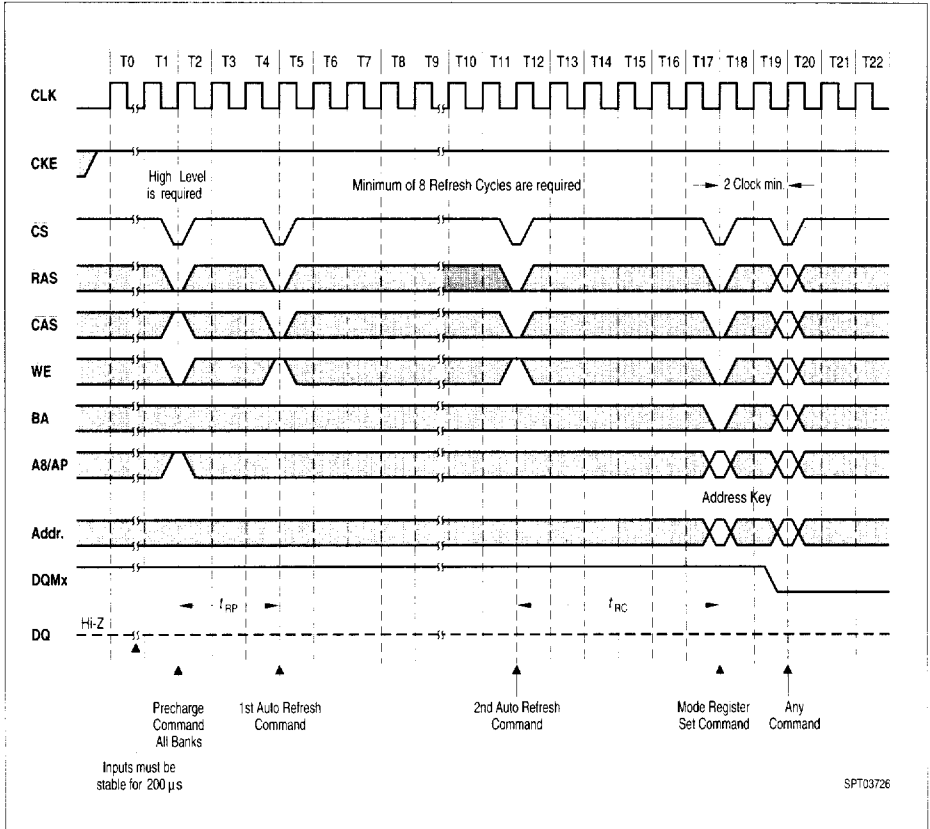 T0 T1 T2 T3 T4 T5 T6 T7 T8 T9 T10 T11 T12 T13 T14 T15 T16 T17 T18 T19 T20 T21 T22
CLK
CKE
High Level
is required
Minimum of 8 Refresh Cycles are required
2 Clock min.
C̅S̅
RAS
C̅A̅S̅
WE
BA
A8/AP
Address Key
Addr.
DQMx
tRP
tRC
Hi-Z
DQ
Precharge
Command
All Banks
1st Auto Refresh
Command
2nd Auto Refresh
Command
Mode Register
Set Command
Any
Command
Inputs must be
stable for 200 µs
SPT03726